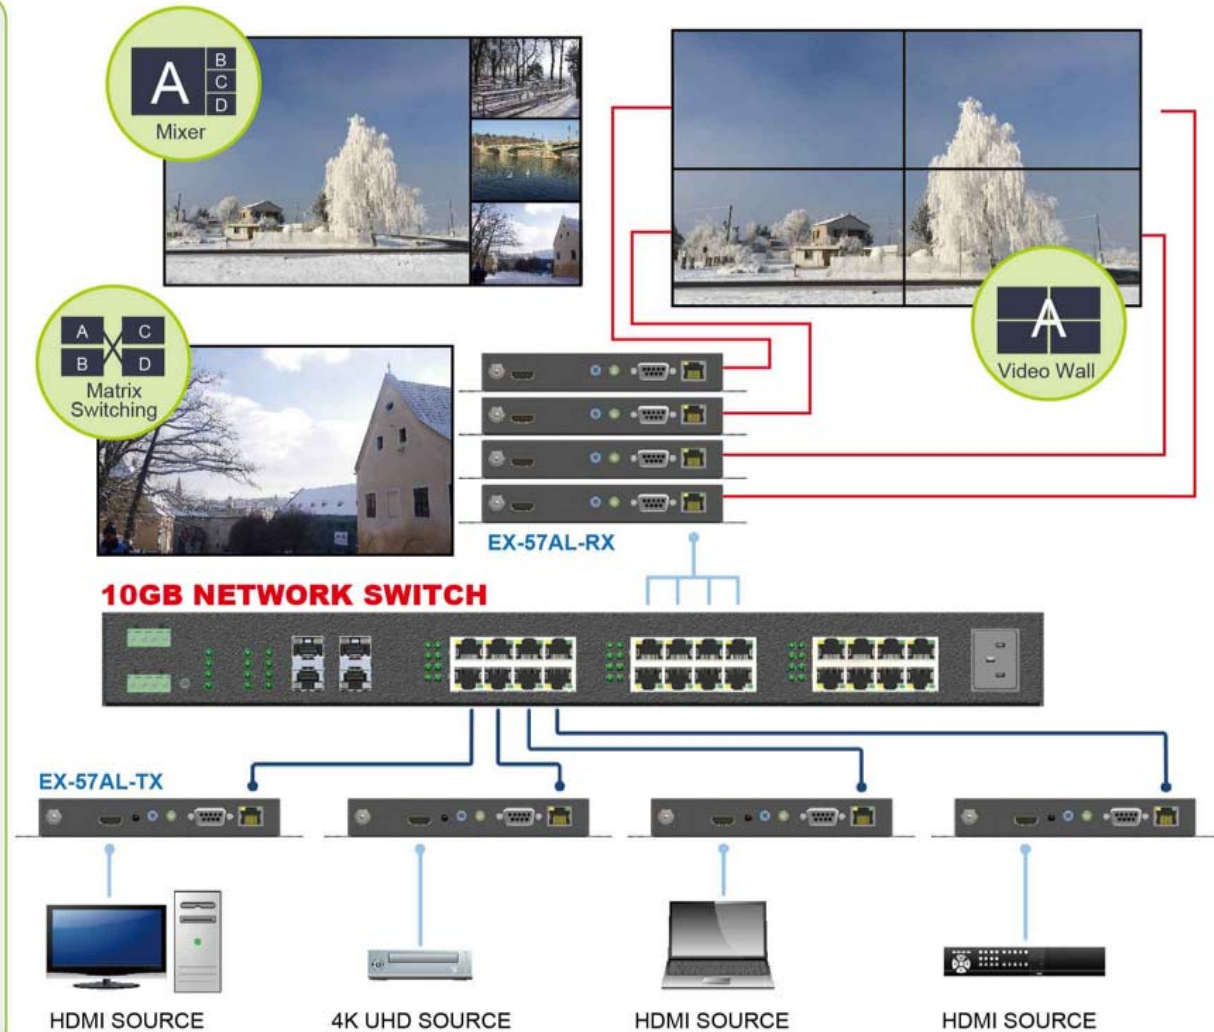 A
B
C
D
Mixer
A
Video Wall
A C
B D
Matrix
Switching
EX-57AL-RX
10GB NETWORK SWITCH
EX-57AL-TX
HDMI SOURCE
4K UHD SOURCE
HDMI SOURCE
HDMI SOURCE